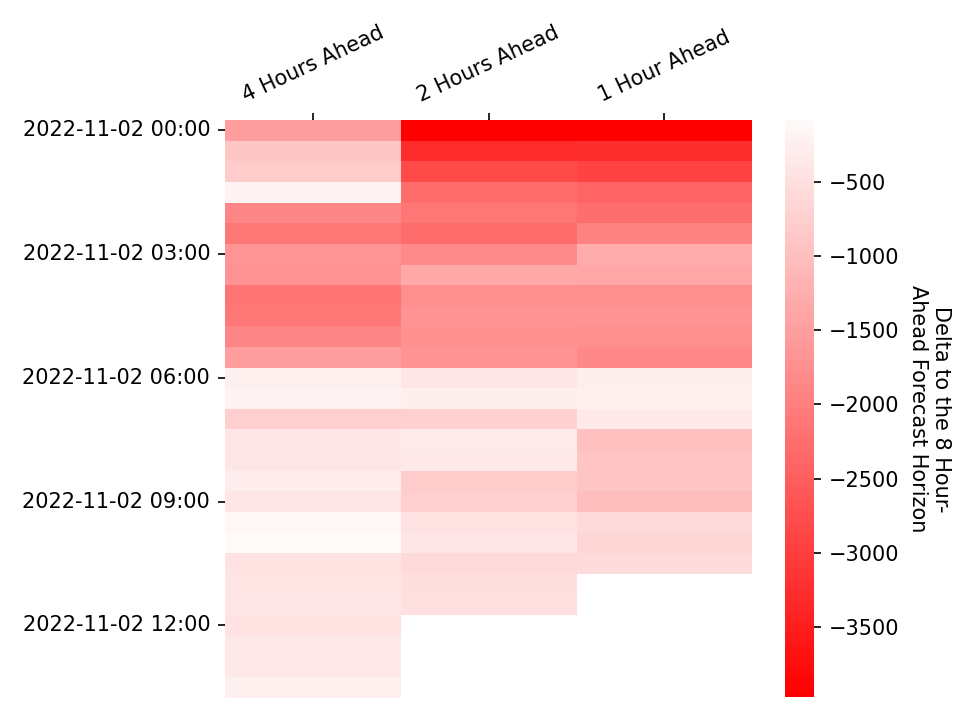 4 Hours Ahead
2 Hours Ahead
1 Hour Ahead
2022-11-02 00:00
2022-11-02 03:00
2022-11-02 06:00
2022-11-02 09:00
2022-11-02 12:00
−500
−1000
−1500
−2000
−2500
−3000
−3500
Delta to the 8 Hour-
Ahead Forecast Horizon